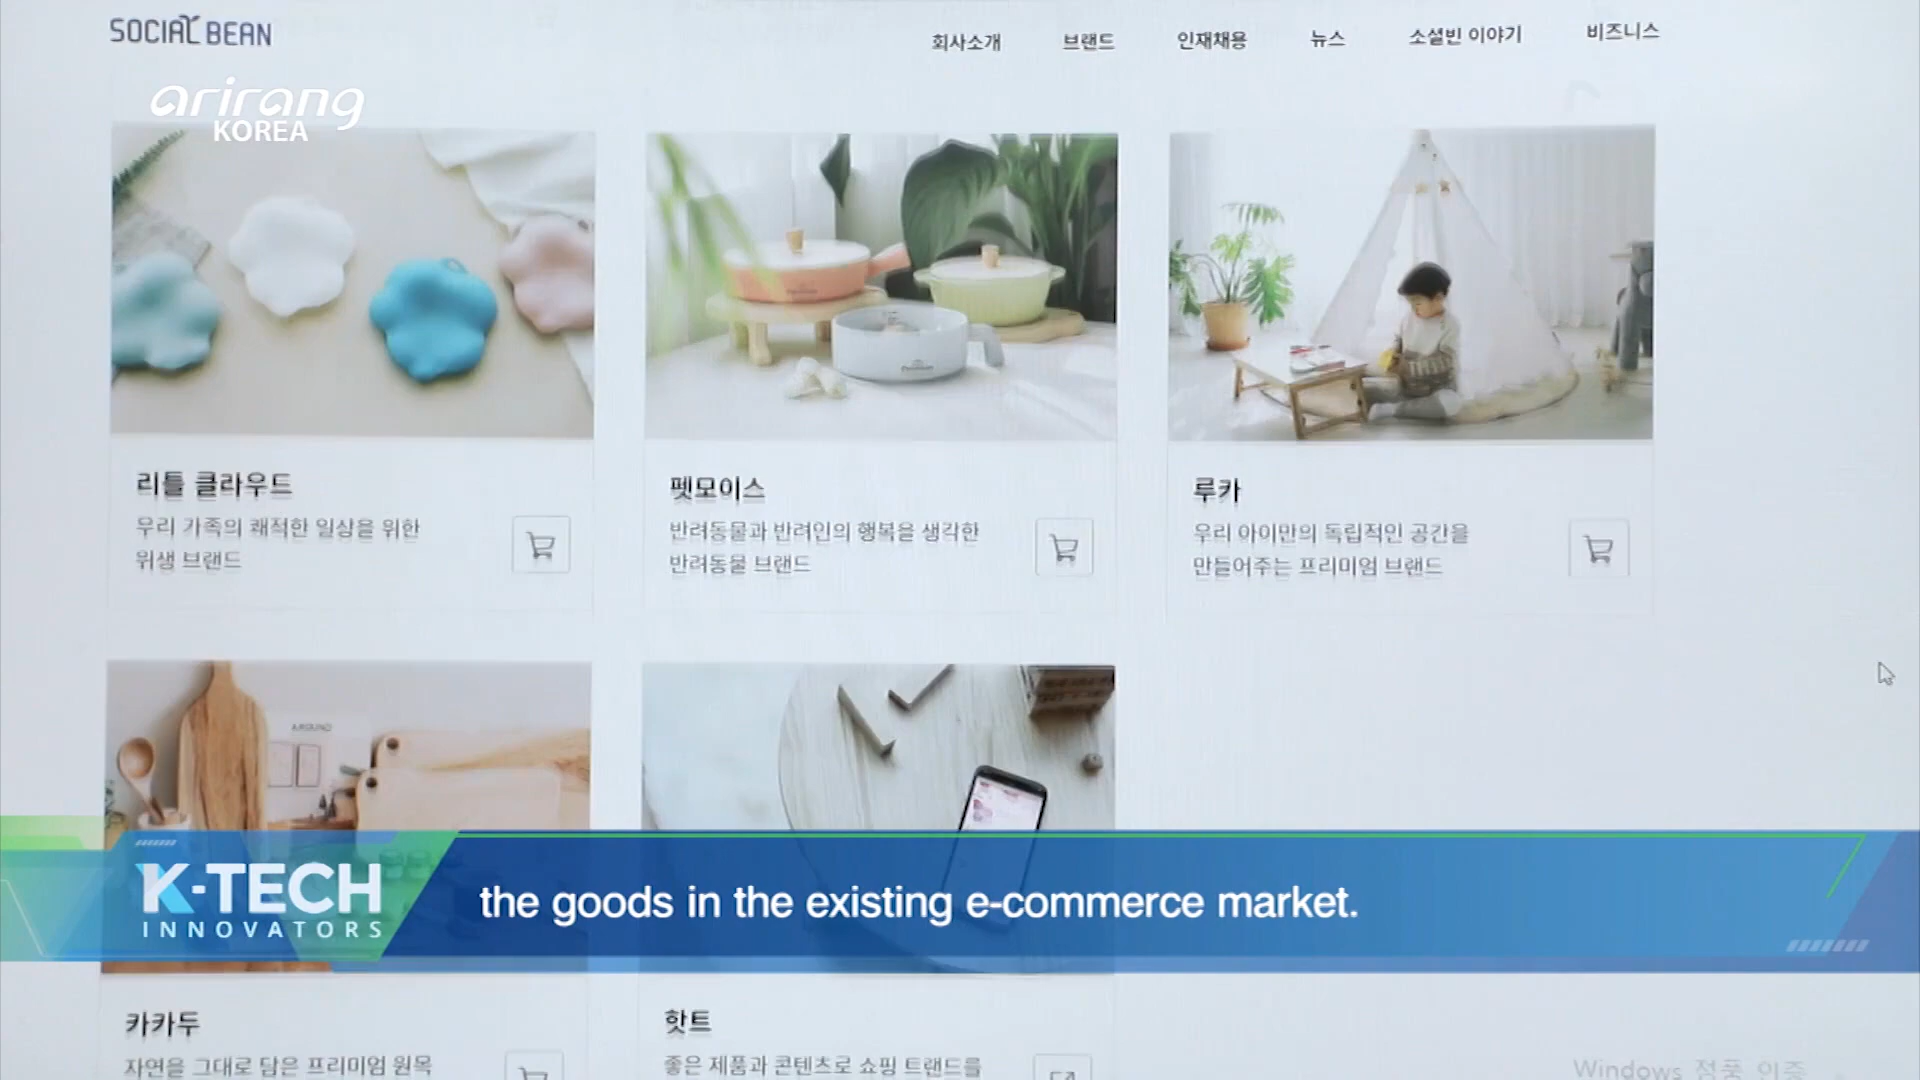 SOCIAL BEAN
회사소개
브랜드
인재채용
뉴스
소셜빈 이야기
비즈니스
arirang
KOREA
리틀 클라우드
우리 가족의 쾌적한 일상을 위한
위생 브랜드
펫모이스
반려동물과 반려인의 행복을 생각한
반려동물 브랜드
루카
우리 아이만의 독립적인 공간을
만들어주는 프리미엄 브랜드
AROUND
K-TECH
INNOVATORS
the goods in the existing e-commerce market.
카카두
자연을 그대로 담은 프리미엄 원목
핫트
좋은 제품과 콘텐츠로 쇼핑 트랜드를
Windows 정품 인증